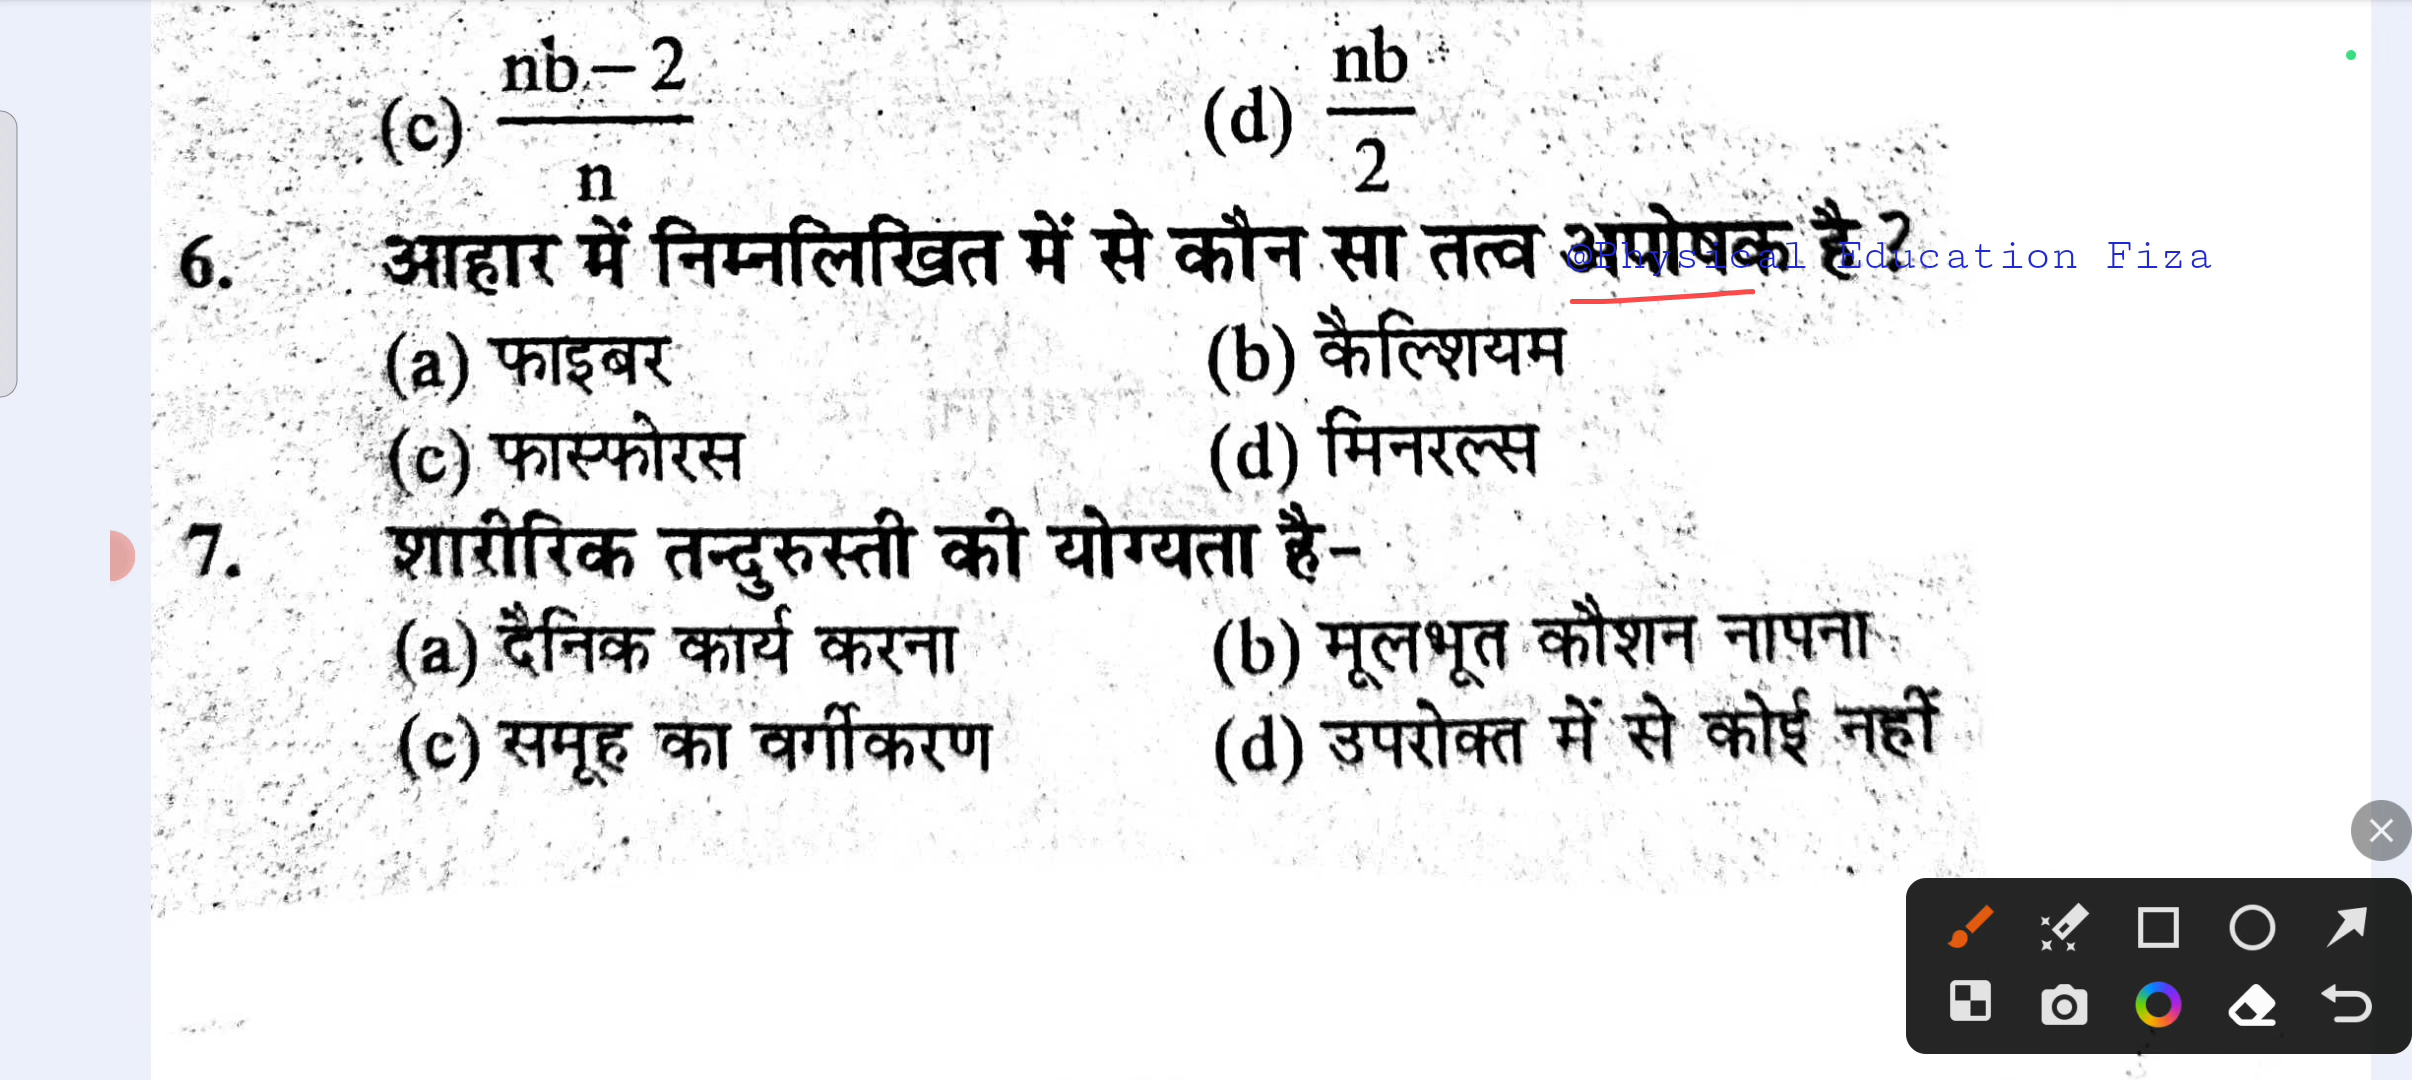 (c) nb – 2 / n (d) nb / 2
6. आहार में निम्नलिखित में से कौन सा तत्व अपोषक है ?
@Physical Education Fiza
(a) फाइबर (b) कैल्शियम
(c) फास्फोरस (d) मिनरल्स
7. शारीरिक तन्दुरुस्ती की योग्यता है–
(a) दैनिक कार्य करना (b) मूलभूत कौशन नापना
(c) समूह का वर्गीकरण (d) उपरोक्त में से कोई नहीं